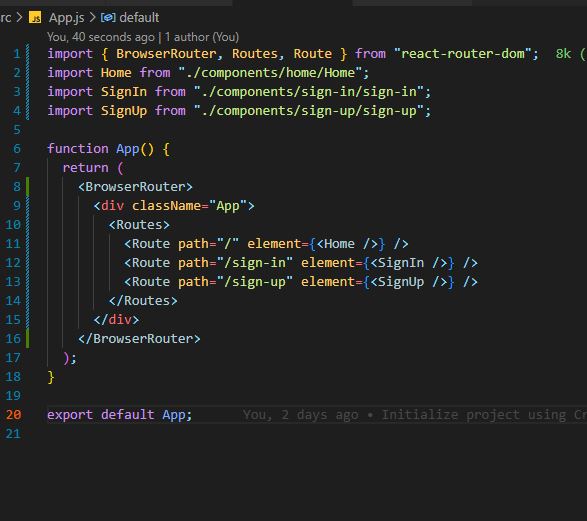 rc > JS App.js > default
You, 40 seconds ago | 1 author (You)
1 import { BrowserRouter, Routes, Route } from "react-router-dom"; 8k (
2 import Home from "./components/home/Home";
3 import SignIn from "./components/sign-in/sign-in";
4 import SignUp from "./components/sign-up/sign-up";
5
6 function App() {
7 return (
8 <BrowserRouter>
9 <div className="App">
10 <Routes>
11 <Route path="/" element={<Home />} />
12 <Route path="/sign-in" element={<SignIn />} />
13 <Route path="/sign-up" element={<SignUp />} />
14 </Routes>
15 </div>
16 </BrowserRouter>
17 );
18 }
19
20 export default App; You, 2 days ago • Initialize project using Cr
21